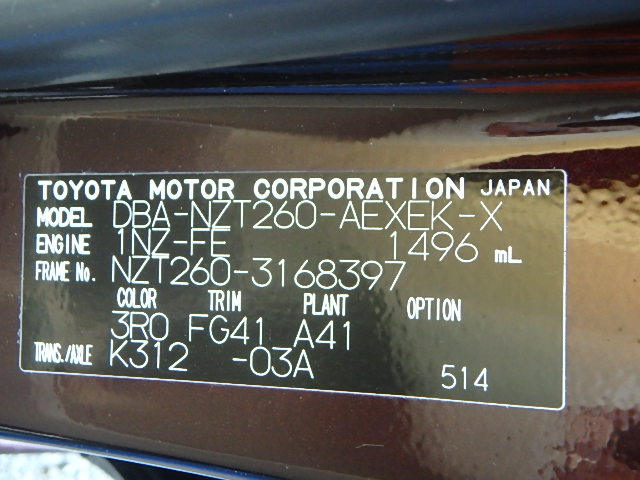 TOYOTA MOTOR CORPORATION JAPAN
MODEL DBA-NZT260-AEXEK-X
ENGINE 1NZ-FE 1496 mL
FRAME No. NZT260-3168397
COLOR TRIM PLANT OPTION
3R0 FG41 A41
TRANS./AXLE K312 -03A
514